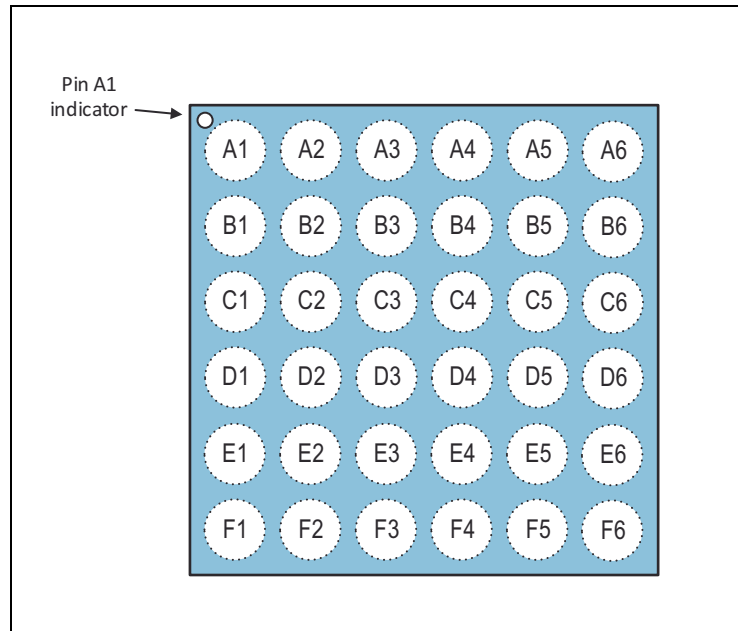 Pin A1
indicator
A1 A2 A3 A4 A5 A6
B1 B2 B3 B4 B5 B6
C1 C2 C3 C4 C5 C6
D1 D2 D3 D4 D5 D6
E1 E2 E3 E4 E5 E6
F1 F2 F3 F4 F5 F6